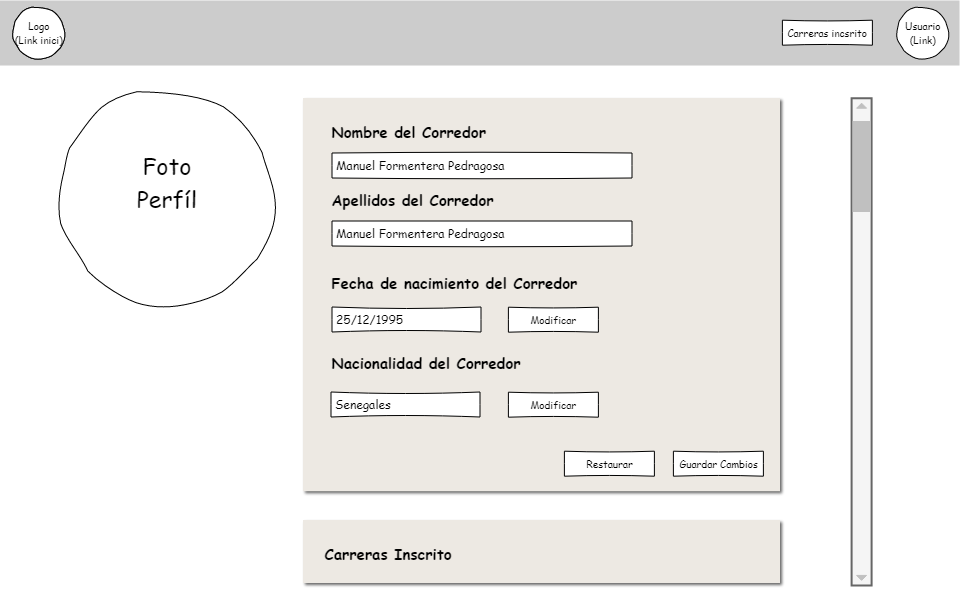 Logo
(Link inici)
Carreras incsrito
Usuario
(Link)
Foto
Perfíl
Nombre del Corredor
Manuel Formentera Pedragosa
Apellidos del Corredor
Manuel Formentera Pedragosa
Fecha de nacimiento del Corredor
25/12/1995
Modificar
Nacionalidad del Corredor
Senegales
Modificar
Restaurar
Guardar Cambios
Carreras Inscrito